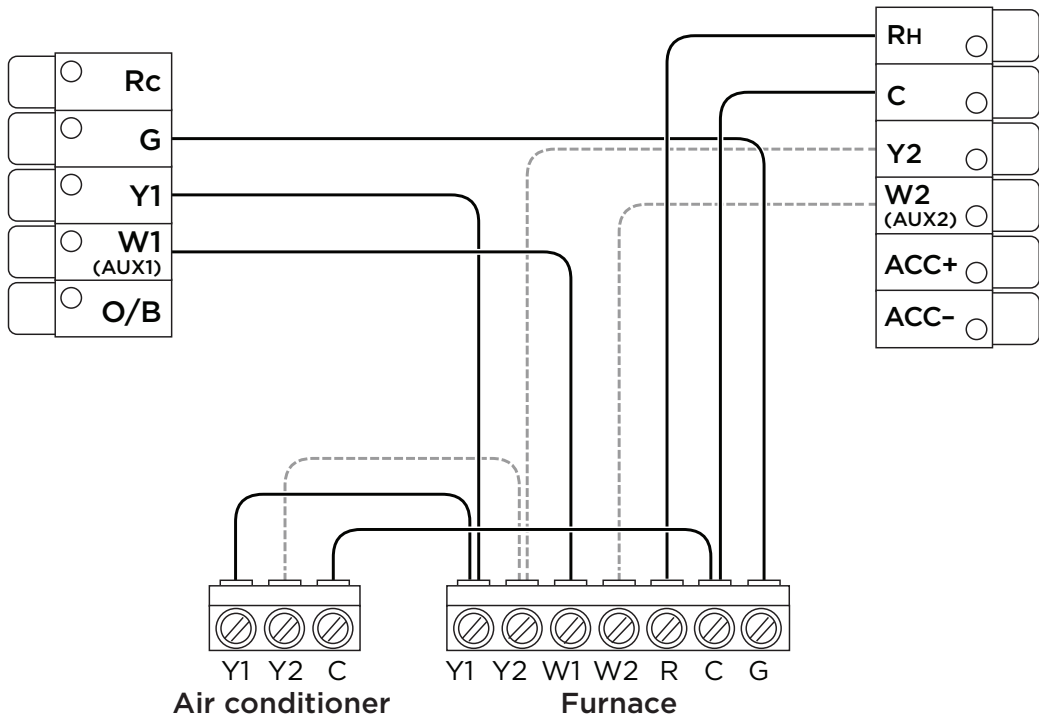 Rc
G
Y1
W1
(AUX1)
O/B
RH
C
Y2
W2
(AUX2)
ACC+
ACC-
Y1 Y2 C
Air conditioner
Y1 Y2 W1 W2 R C G
Furnace